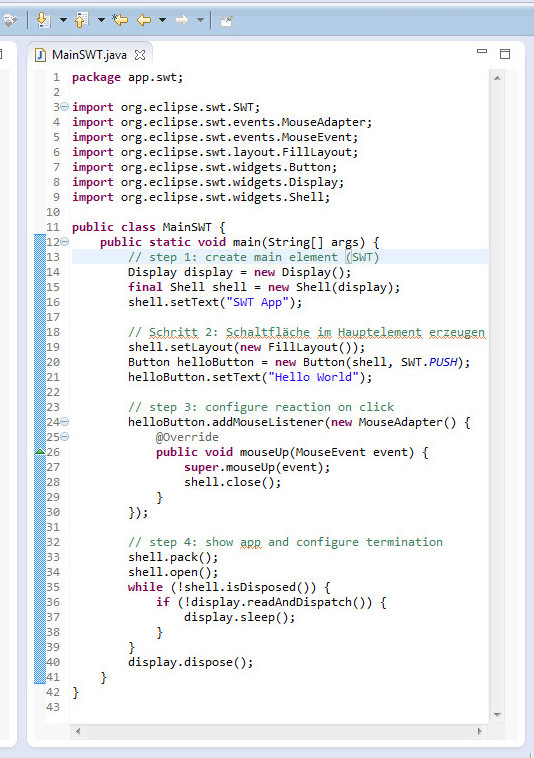 MainSWT.java
1 package app.swt;
2
3 import org.eclipse.swt.SWT;
4 import org.eclipse.swt.events.MouseAdapter;
5 import org.eclipse.swt.events.MouseEvent;
6 import org.eclipse.swt.layout.FillLayout;
7 import org.eclipse.swt.widgets.Button;
8 import org.eclipse.swt.widgets.Display;
9 import org.eclipse.swt.widgets.Shell;
10
11 public class MainSWT {
12     public static void main(String[] args) {
13         // step 1: create main element (SWT)
14         Display display = new Display();
15         final Shell shell = new Shell(display);
16         shell.setText("SWT App");
17
18         // Schritt 2: Schaltfläche im Hauptelement erzeugen
19         shell.setLayout(new FillLayout());
20         Button helloButton = new Button(shell, SWT.PUSH);
21         helloButton.setText("Hello World");
22
23         // step 3: configure reaction on click
24         helloButton.addMouseListener(new MouseAdapter() {
25             @Override
26             public void mouseUp(MouseEvent event) {
27                 super.mouseUp(event);
28                 shell.close();
29             }
30         });
31
32         // step 4: show app and configure termination
33         shell.pack();
34         shell.open();
35         while (!shell.isDisposed()) {
36             if (!display.readAndDispatch()) {
37                 display.sleep();
38             }
39         }
40         display.dispose();
41     }
42 }
43